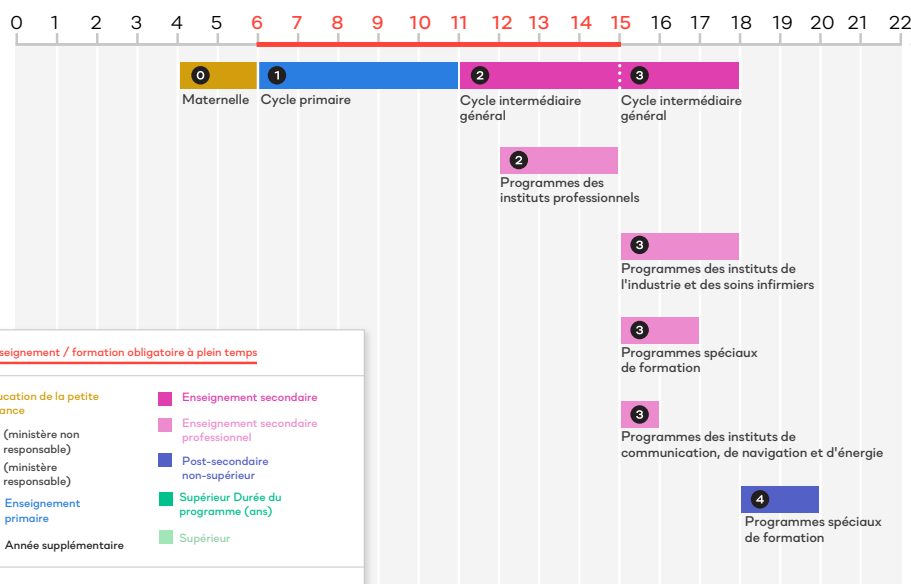 0 1 2 3 4 5 6 7 8 9 10 11 12 13 14 15 16 17 18 19 20 21 22
0 1 2 3
Maternelle Cycle primaire Cycle intermédiaire Cycle intermédiaire
général général
2
Programmes des
instituts professionnels
3
Programmes des instituts de
l'industrie et des soins infirmiers
3
Programmes spéciaux
de formation
3
Programmes des instituts de
communication, de navigation et d'énergie
4
Programmes spéciaux
de formation
seignement / formation obligatoire à plein temps
ucation de la petite
ance
(ministère non
responsable)
(ministère
responsable)
Enseignement
primaire
Année supplémentaire
Enseignement secondaire
Enseignement secondaire
professionnel
Post-secondaire
non-supérieur
Supérieur Durée du
programme (ans)
Supérieur